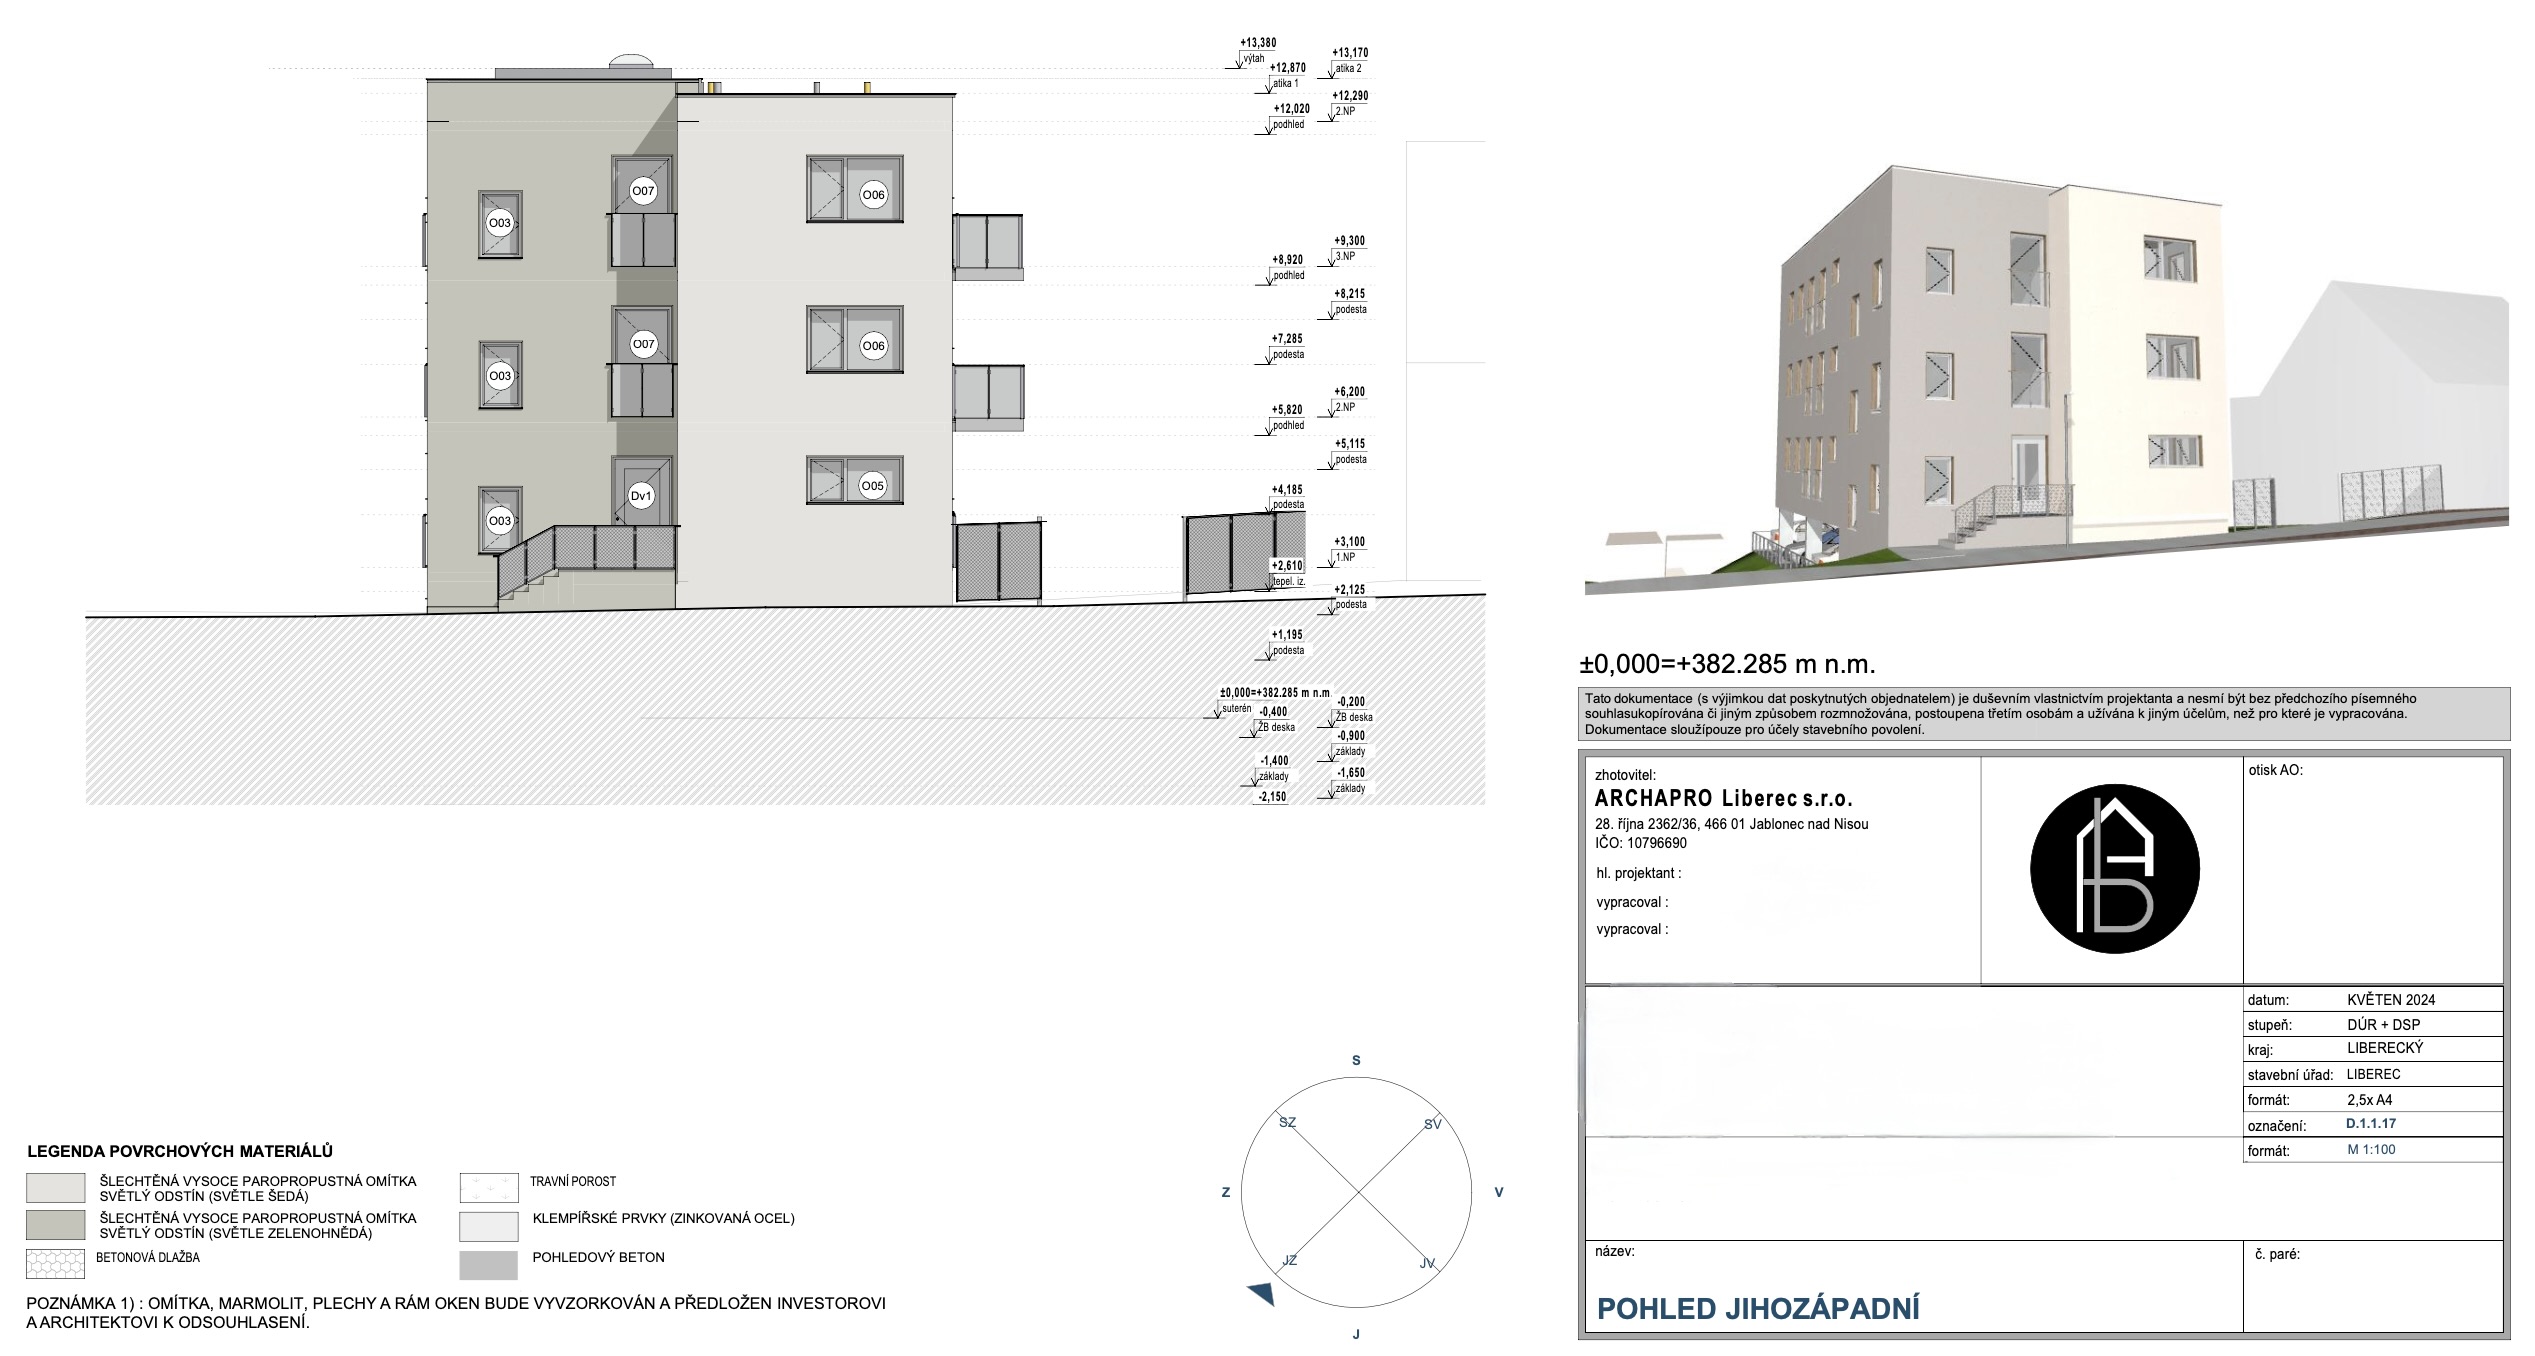 +13,380
výtah
+13,170
atika 2
+12,870
atika 1
+12,290
2.NP
+12,020
podhled
O07
O06
O03
+9,300
3.NP
+8,920
podhled
+8,215
podesta
+7,285
podesta
O07
O06
O03
+6,200
2.NP
+5,820
podhled
+5,115
podesta
+4,185
podesta
Dv1
O05
O03
+3,100
1.NP
+2,610
tepel. iz.
+2,125
podesta
+1,195
podesta
±0,000=+382.285 m n.m.
suterén
-0,200
ŽB deska
-0,400
ŽB deska
-0,900
základy
-1,400
základy
-1,650
základy
-2,150
±0,000=+382.285 m n.m.
Tato dokumentace (s výjimkou dat poskytnutých objednatelem) je duševním vlastnictvím projektanta a nesmí být bez předchozího písemného
souhlasukopírována či jiným způsobem rozmnožována, postoupena třetím osobám a užívána k jiným účelům, než pro které je vypracována.
Dokumentace sloužípouze pro účely stavebního povolení.
zhotovitel:
ARCHAPRO Liberec s.r.o.
28. října 2362/36, 466 01 Jablonec nad Nisou
IČO: 10796690
hl. projektant :
vypracoval :
vypracoval :
otisk AO:
datum: KVĚTEN 2024
stupeň: DÚR + DSP
kraj: LIBERECKÝ
stavební úřad: LIBEREC
formát: 2,5x A4
označení: D.1.1.17
formát: M 1:100
název:
POHLED JIHOZÁPADNÍ
č. paré:
S
SZ
SV
Z
V
JZ
JV
J
LEGENDA POVRCHOVÝCH MATERIÁLŮ
ŠLECHTĚNÁ VYSOCE PAROPROPUSTNÁ OMÍTKA
SVĚTLÝ ODSTÍN (SVĚTLE ŠEDÁ)
ŠLECHTĚNÁ VYSOCE PAROPROPUSTNÁ OMÍTKA
SVĚTLÝ ODSTÍN (SVĚTLE ZELENOHNĚDÁ)
BETONOVÁ DLAŽBA
TRAVNÍ POROST
KLEMPÍŘSKÉ PRVKY (ZINKOVANÁ OCEL)
POHLEDOVÝ BETON
POZNÁMKA 1) : OMÍTKA, MARMOLIT, PLECHY A RÁM OKEN BUDE VYVZORKOVÁN A PŘEDLOŽEN INVESTOROVI
A ARCHITEKTOVI K ODSOUHLASENÍ.